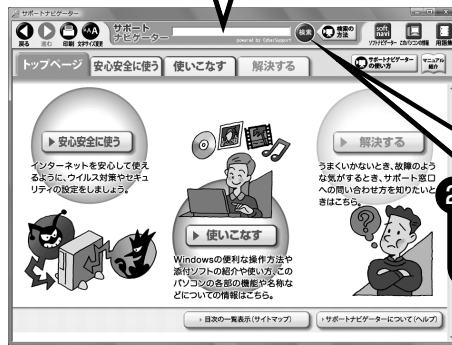 サポートナビゲーター
戻る 進む 印刷 文字サイズ変更
サポート
ナビゲーター
powered by CyberSupport
検索
検索の
方法
soft
navi
ソフトナビゲーター このパソコンの情報 用語集
トップページ 安心安全に使う 使いこなす 解決する
サポートナビゲーター
の使い方
マニュアル
紹介
安心安全に使う
インターネットを安心して使え
るように、ウイルス対策やセキュ
リティの設定をしましょう。
使いこなす
Windowsの便利な操作方法や
添付ソフトの紹介や使い方、この
パソコンの各部の機能や名称な
どについての情報はこちら。
解決する
うまくいかないとき、故障のよう
な気がするとき、サポート窓口
への問い合わせ方を知りたいと
きはこちら。
2
目次の一覧表示(サイトマップ)
サポートナビゲーターについて(ヘルプ)